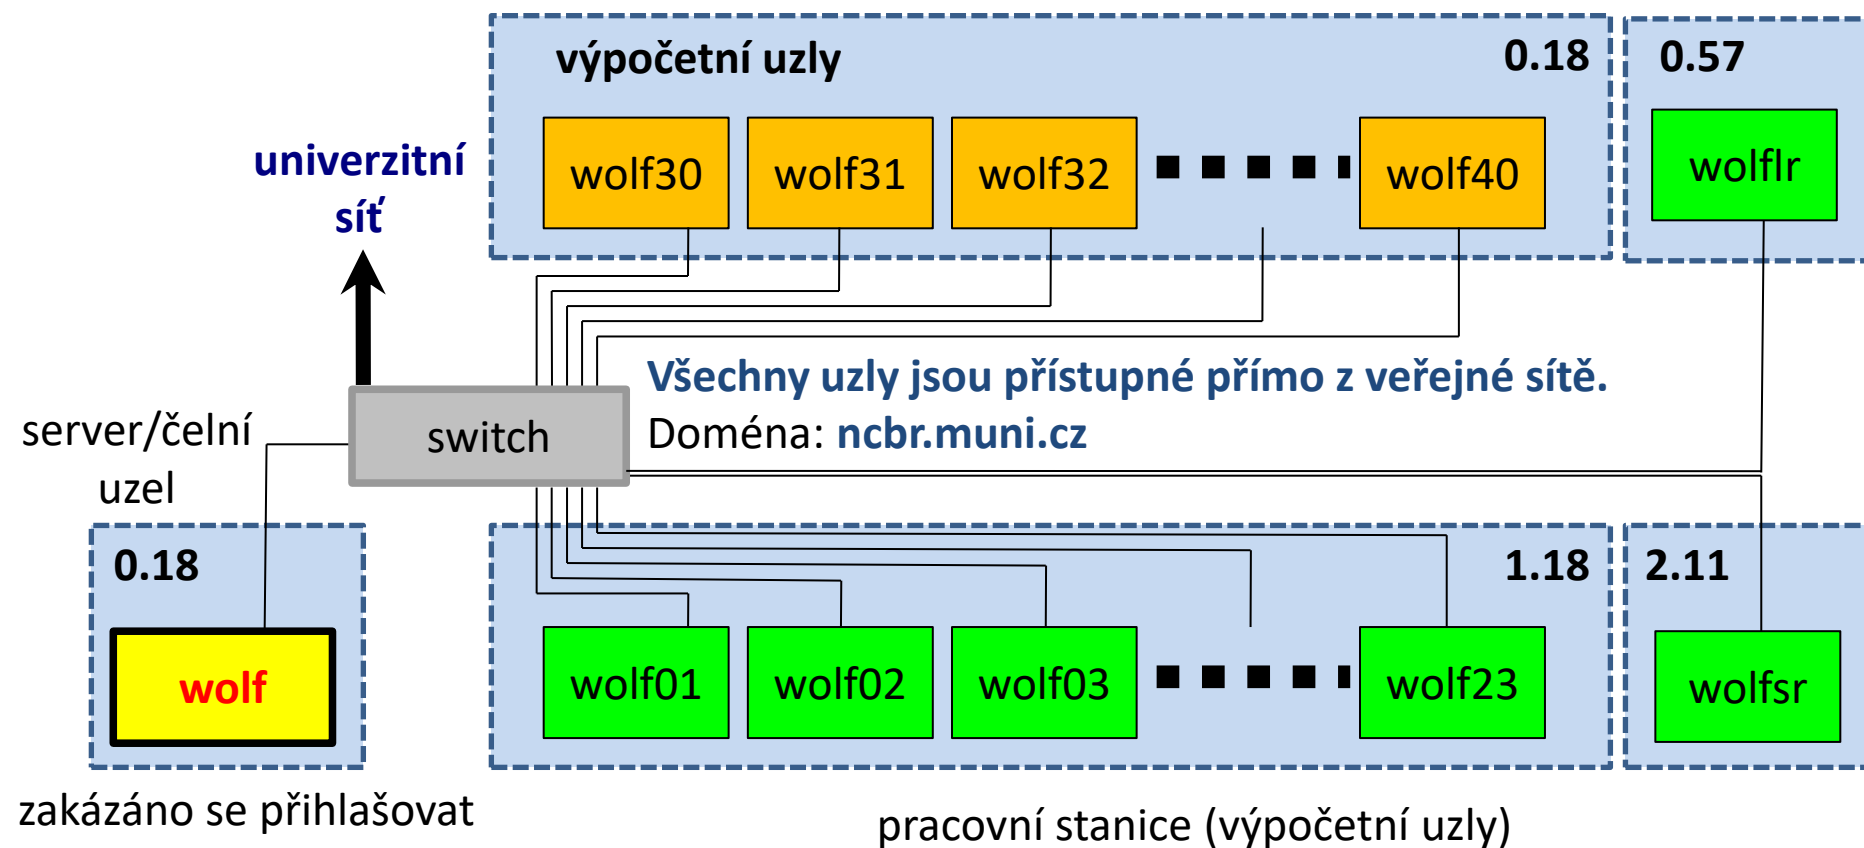 výpočetní uzly
0.18
0.57
wolf30
wolf31
wolf32
wolf40
wolflr
univerzitní
síť
Všechny uzly jsou přístupné přímo z veřejné sítě.
Doména: ncbr.muni.cz
switch
server/čelní
uzel
0.18
wolf
zakázáno se přihlašovat
1.18
2.11
wolf01
wolf02
wolf03
wolf23
wolfsr
pracovní stanice (výpočetní uzly)